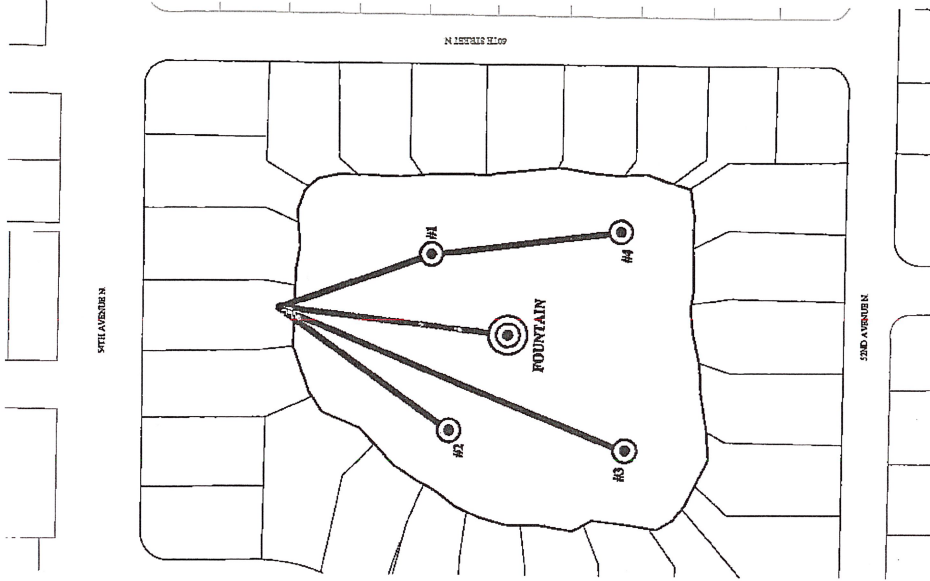 60TH STREET N
54TH AVENUE N.
#1
#4
FOUNTAIN
52ND AVENUE N.
#2
#3